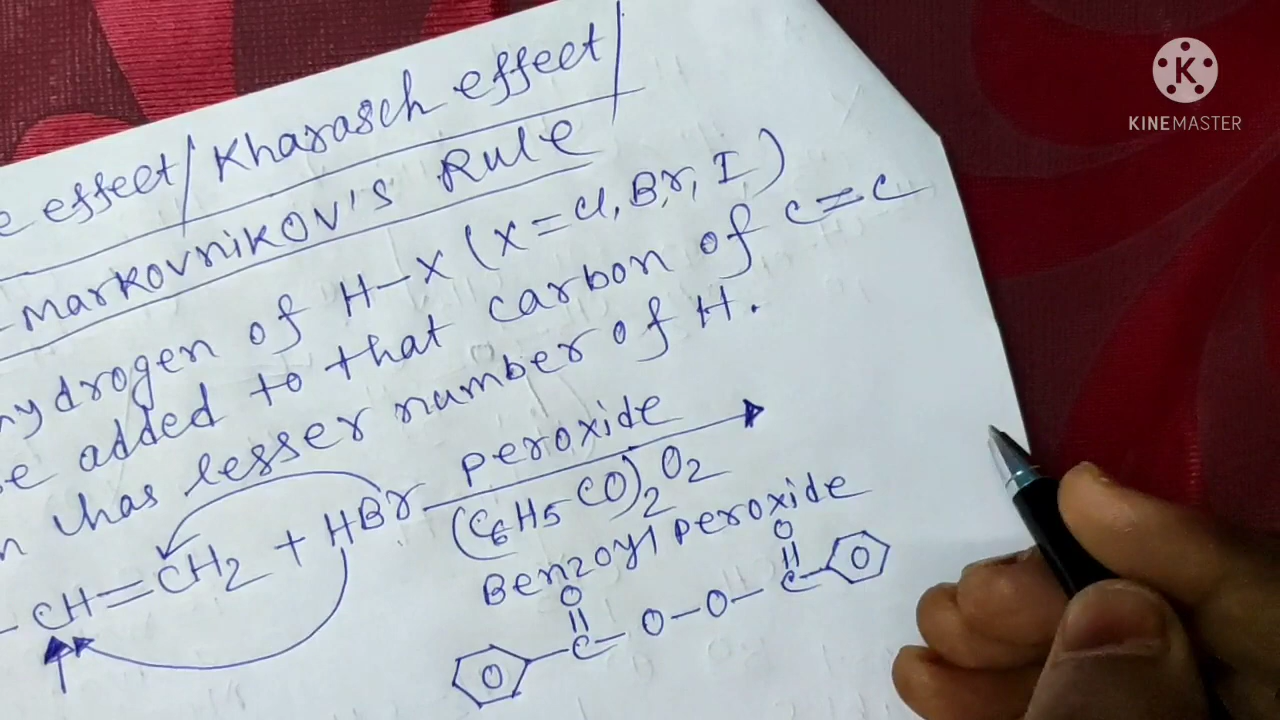 e effect/Kharasch effect/
-Markovnikov's Rule
hydrogen of H-X (X=Cl, Br, I)
e added to that carbon of C=C
n has lesser number of H.
-CH=CH2 + HBr peroxide
(C6H5CO)2O2
Benzoyl peroxide
O O
C-O-O-C
KINEMASTER